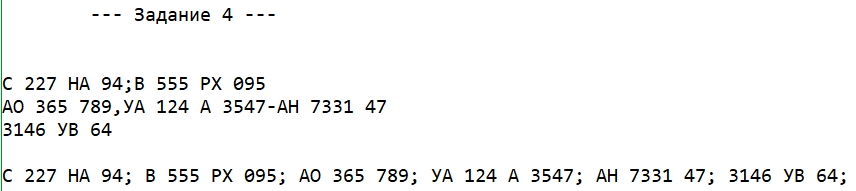 --- Задание 4 ---
С 227 НА 94;В 555 РХ 095
АО 365 789,УА 124 А 3547-АН 7331 47
3146 УВ 64
С 227 НА 94; В 555 РХ 095; АО 365 789; УА 124 А 3547; АН 7331 47; 3146 УВ 64;